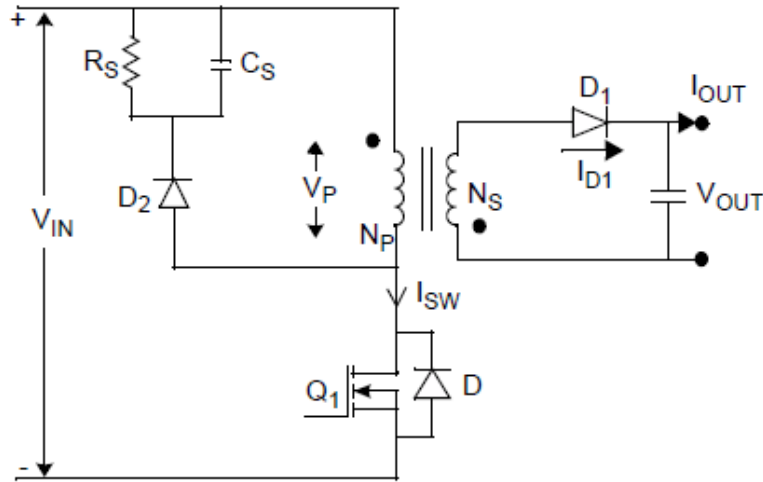 +
R_S
C_S
D_1
I_OUT
I_D1
V_P
D_2
N_S
V_OUT
V_IN
N_P
I_SW
Q_1
D
-